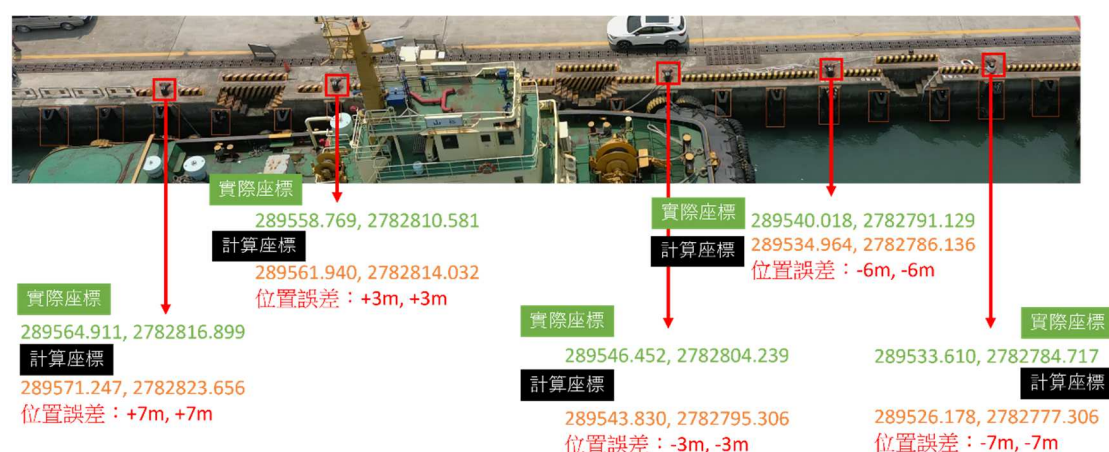 實際座標
289558.769, 2782810.581
計算座標
289561.940, 2782814.032
位置誤差：+3m, +3m
實際座標
289540.018, 2782791.129
計算座標
289534.964, 2782786.136
位置誤差：-6m, -6m
實際座標
289564.911, 2782816.899
計算座標
289571.247, 2782823.656
位置誤差：+7m, +7m
實際座標
289546.452, 2782804.239
計算座標
289543.830, 2782795.306
位置誤差：-3m, -3m
實際座標
289533.610, 2782784.717
計算座標
289526.178, 2782777.306
位置誤差：-7m, -7m